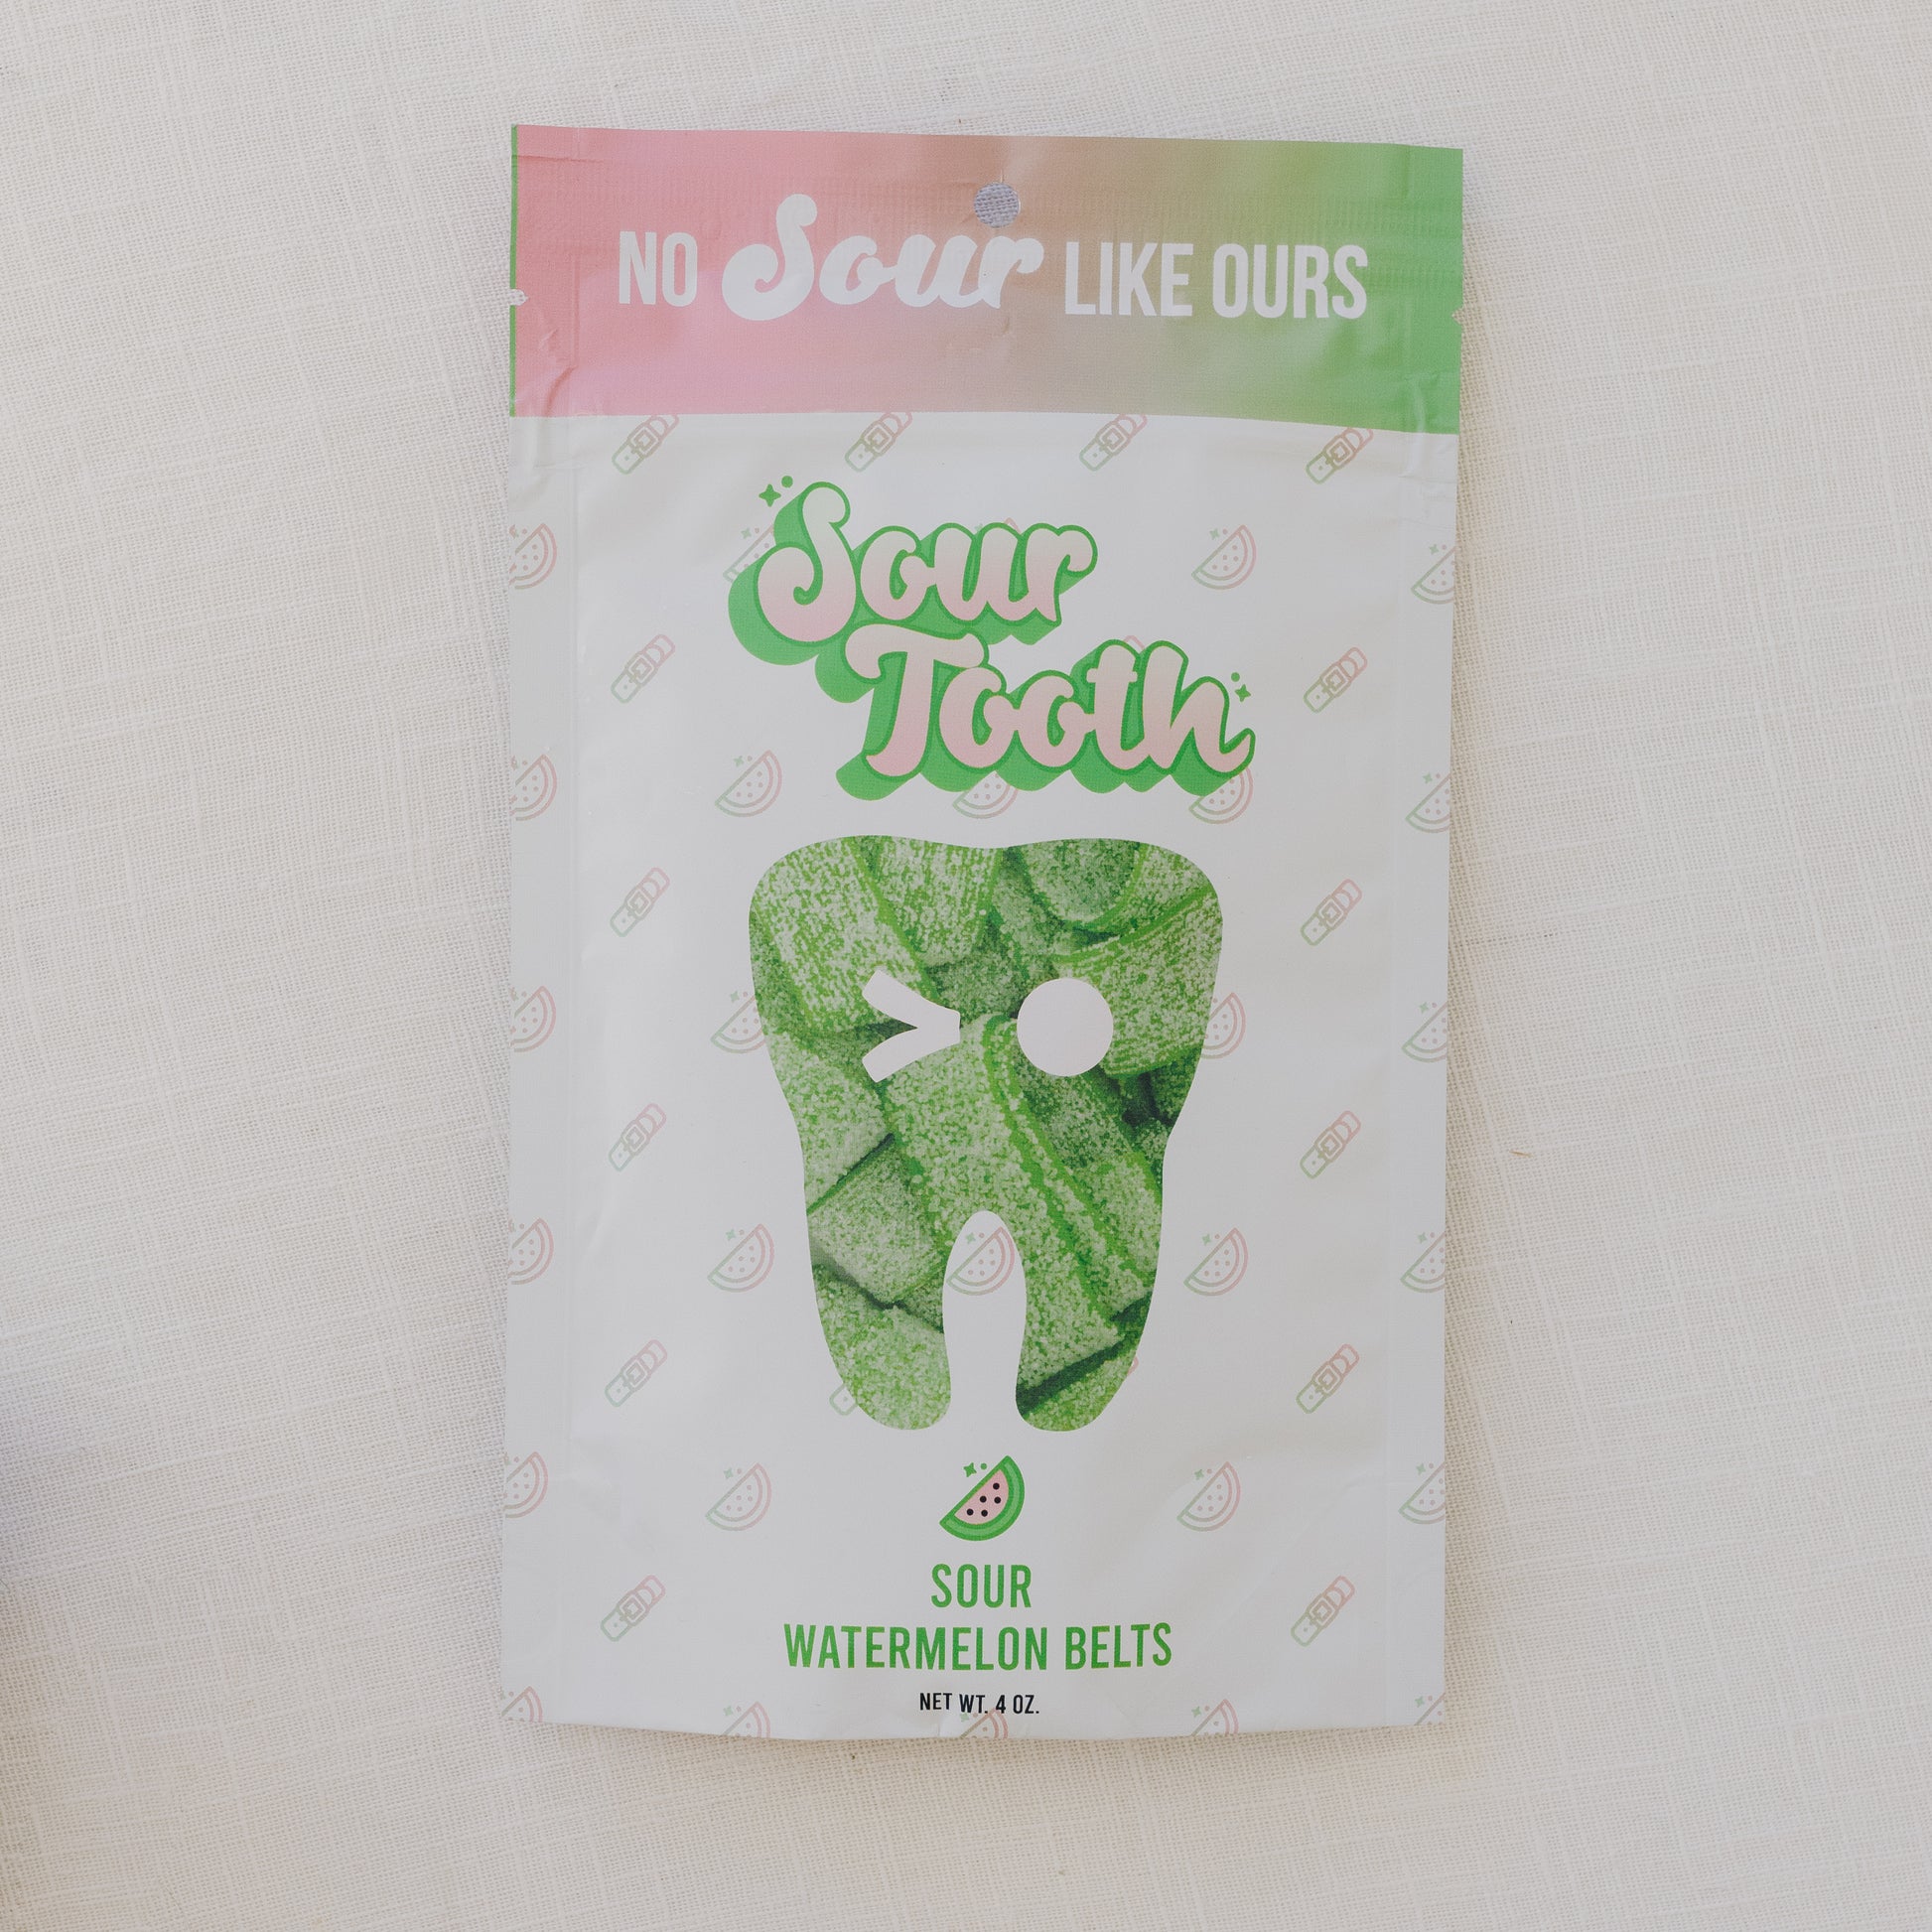 NO Sour LIKE OURS
Sour
Tooth
SOUR
WATERMELON BELTS
NET WT. 4 OZ.